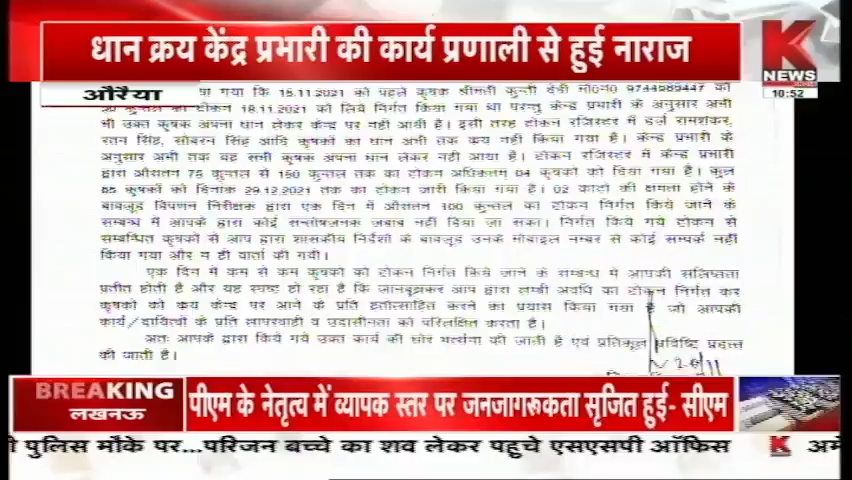 धान क्रय केंद्र प्रभारी की कार्य प्रणाली से हुई नाराज
K
NEWS
10:52
औरैया
या गया कि 15.11.2021 को पहले कृषक श्रीमती कुन्ती देवी मो०न० 9744989447 को
कुन्तल का टोकन 18.11.2021 के लिये निर्गत किया गया था परन्तु केन्द्र प्रभारी के अनुसार अभी
भी उक्त कृषक अपना धान लेकर केन्द्र पर नहीं आयी है। इसी तरह टोकन रजिस्टर में दर्ज रामशंकर,
रतन सिंह, सोबरन सिंह आदि कृषकों का धान अभी तक क्रय नहीं किया गया है। केन्द्र प्रभारी के
अनुसार अभी तक यह सभी कृषक अपना धान लेकर नहीं आया है। टोकन रजिस्टर में केन्द्र प्रभारी
द्वारा औसतन 75 कुन्तल से 150 कुन्तल तक का टोकन अधिकतम 04 कृषकों को दिया गया है। कुल
65 कृषकों को दिनांक 29.12.2021 तक का टोकन जारी किया गया है। 02 कांटों की क्षमता होने के
बावजूद विपणन निरीक्षक द्वारा एक दिन में औसतन 300 कुन्तल का टोकन निर्गत किये जाने के
सम्बन्ध में आपके द्वारा कोई सन्तोषजनक जवाब नहीं दिया जा सका। निर्गत किये गये टोकन से
सम्बन्धित कृषकों से आप द्वारा शासकीय निर्देशों के बावजूद उनके मोबाइल नम्बर से कोई सम्पर्क नहीं
किया गया और न ही वार्ता की गयी।
एक दिन में कम से कम कृषकों को टोकन निर्गत किये जाने के सम्बन्ध में आपकी संलिप्तता
प्रतीत होती है और यह स्पष्ट हो रहा है कि जानबूझकर आप द्वारा लम्बी अवधि का टोकन निर्गत कर
कृषकों को क्रय केन्द्र पर आने के प्रति हतोत्साहित करने का प्रयास किया गया है जो आपकी
कार्य/दायित्वों के प्रति लापरवाही व उदासीनता को परिलक्षित करता है।
अतः आपके द्वारा किये गये उक्त कार्य की घोर भर्त्सना की जाती है एवं प्रतिकूल प्रविष्टि प्रदत्त
की जाती है।
BREAKING
लखनऊ
पीएम के नेतृत्व में व्यापक स्तर पर जनजागरूकता सृजित हुई- सीएम
ी पुलिस मौके पर...परिजन बच्चे का शव लेकर पहुचे एसएसपी ऑफिस K अमे